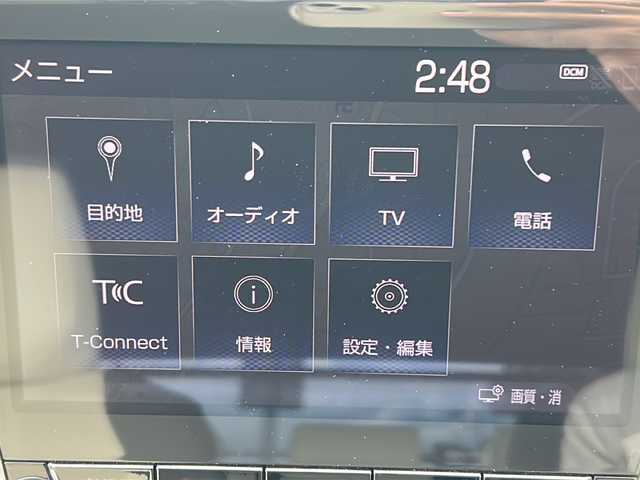 メニュー 2:48 DCM
目的地 オーディオ TV 電話
T-Connect 情報 設定・編集
画質・消